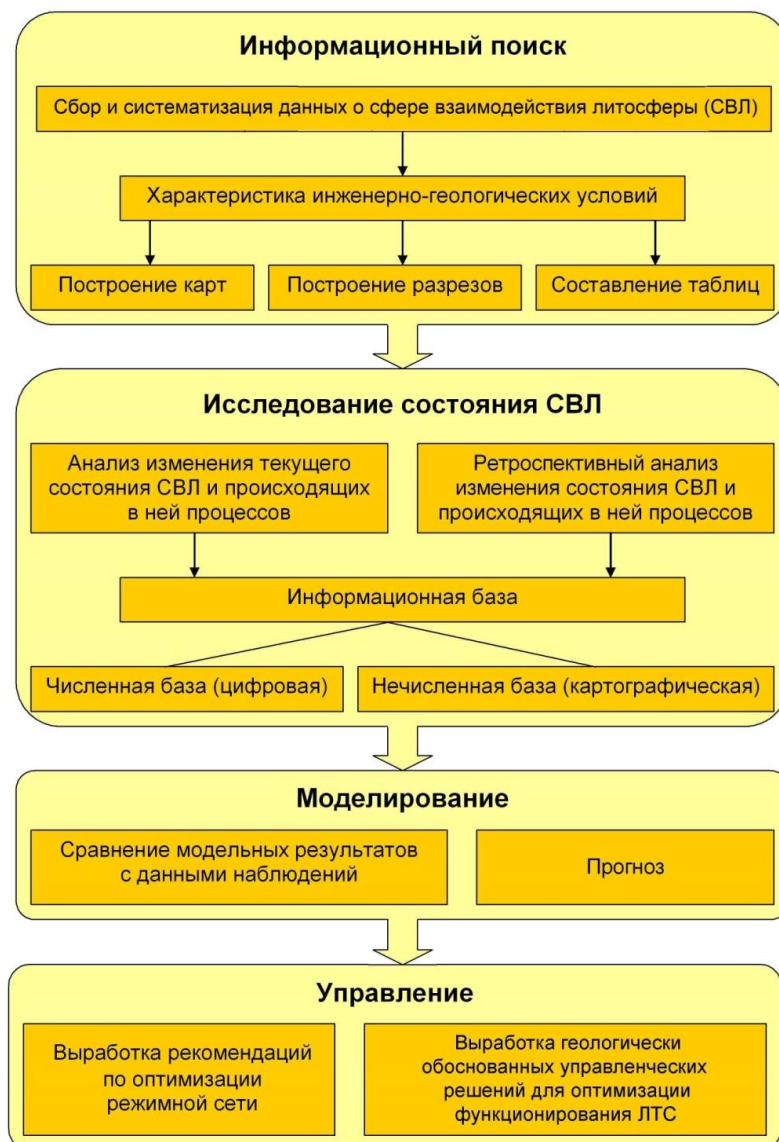 Информационный поиск
Сбор и систематизация данных о сфере взаимодействия литосферы (СВЛ)
Характеристика инженерно-геологических условий
Построение карт
Построение разрезов
Составление таблиц
Исследование состояния СВЛ
Анализ изменения текущего
состояния СВЛ и происходящих
в ней процессов
Ретроспективный анализ
изменения состояния СВЛ и
происходящих в ней процессов
Информационная база
Численная база (цифровая)
Нечисленная база (картографическая)
Моделирование
Сравнение модельных результатов
с данными наблюдений
Прогноз
Управление
Выработка рекомендаций
по оптимизации
режимной сети
Выработка геологически
обоснованных управленческих
решений для оптимизации
функционирования ЛТС